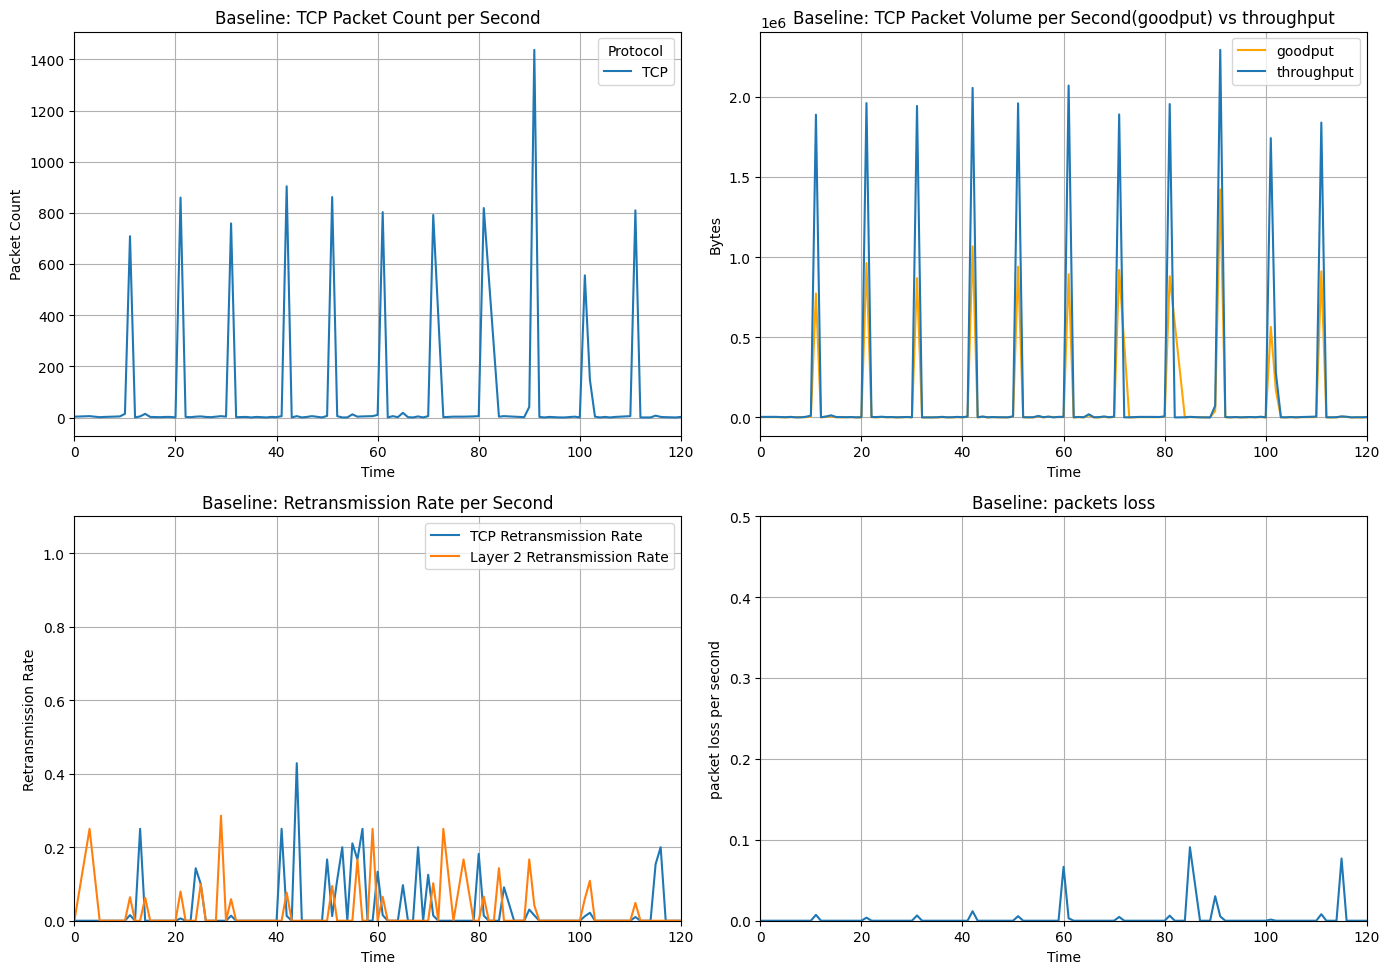 Baseline: TCP Packet Count per Second
Packet Count
1400
1200
1000
800
600
400
200
0
Protocol
TCP
0 20 40 60 80 100 120
Time
Baseline: TCP Packet Volume per Second(goodput) vs throughput
1e6
Bytes
2.0
1.5
1.0
0.5
0.0
goodput
throughput
0 20 40 60 80 100 120
Time
Baseline: Retransmission Rate per Second
Retransmission Rate
1.0
0.8
0.6
0.4
0.2
0.0
TCP Retransmission Rate
Layer 2 Retransmission Rate
0 20 40 60 80 100 120
Time
Baseline: packets loss
packet loss per second
0.5
0.4
0.3
0.2
0.1
0.0
0 20 40 60 80 100 120
Time